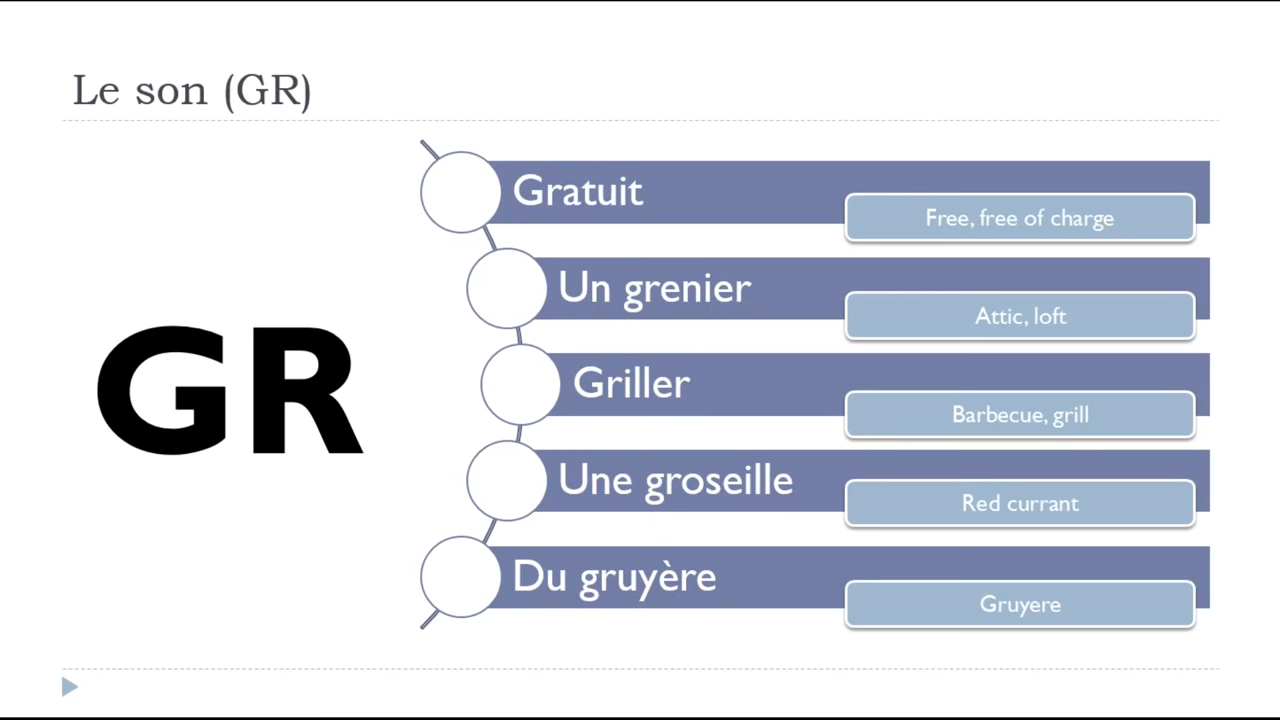 Le son (GR)
GR
Gratuit
Free, free of charge
Un grenier
Attic, loft
Griller
Barbecue, grill
Une groseille
Red currant
Du gruyère
Gruyere